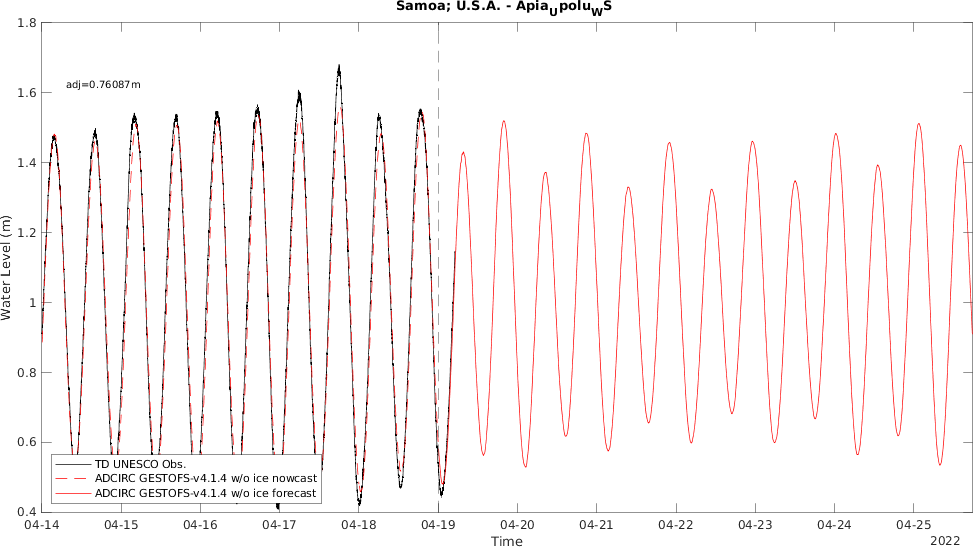 Samoa; U.S.A. - ApiaUpoluWS
1.8
1.6
1.4
1.2
1
0.8
0.6
0.4
Water Level (m)
adj=0.76087m
TD UNESCO Obs.
ADCIRC GESTOFS-v4.1.4 w/o ice nowcast
ADCIRC GESTOFS-v4.1.4 w/o ice forecast
04-14 04-15 04-16 04-17 04-18 04-19 04-20 04-21 04-22 04-23 04-24 04-25
Time
2022